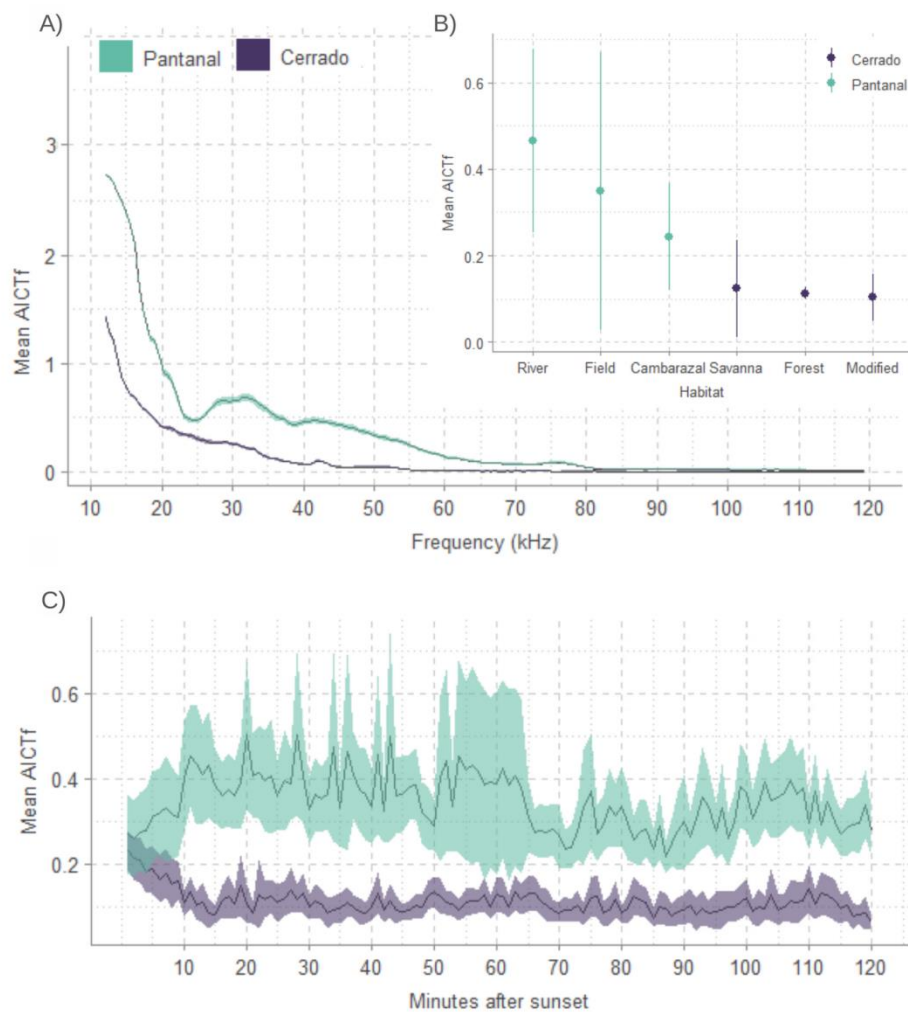 A)
Pantanal Cerrado
3
2
1
0
Mean AICTf
10 20 30 40 50 60 70 80 90 100 110 120
Frequency (kHz)
B)
Cerrado
Pantanal
0.6
0.4
0.2
0.0
Mean AICTf
River Field Cambarazal Savanna Forest Modified
Habitat
C)
0.6
0.4
0.2
Mean AICTf
10 20 30 40 50 60 70 80 90 100 110 120
Minutes after sunset